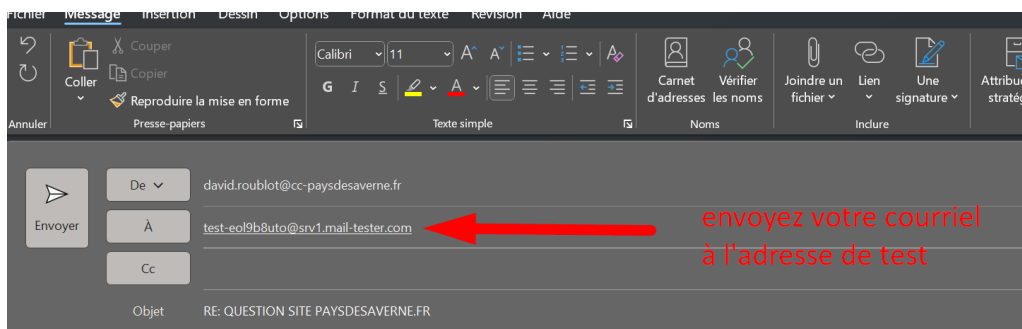 Fichier Message Insertion Dessin Options Format du texte Révision Aide
Couper
Copier
Coller
Reproduire la mise en forme
Calibri 11
G I S A
Carnet d'adresses
Vérifier les noms
Joindre un fichier
Lien
Une signature
Annuler
Presse-papiers
Texte simple
Noms
Inclure
Envoyer
De
david.roublot@cc-paysdesaverne.fr
À
test-eol9b8uto@srv1.mail-tester.com
envoyez votre courriel
à l'adresse de test
Cc
Objet
RE: QUESTION SITE PAYSDESAVERNE.FR